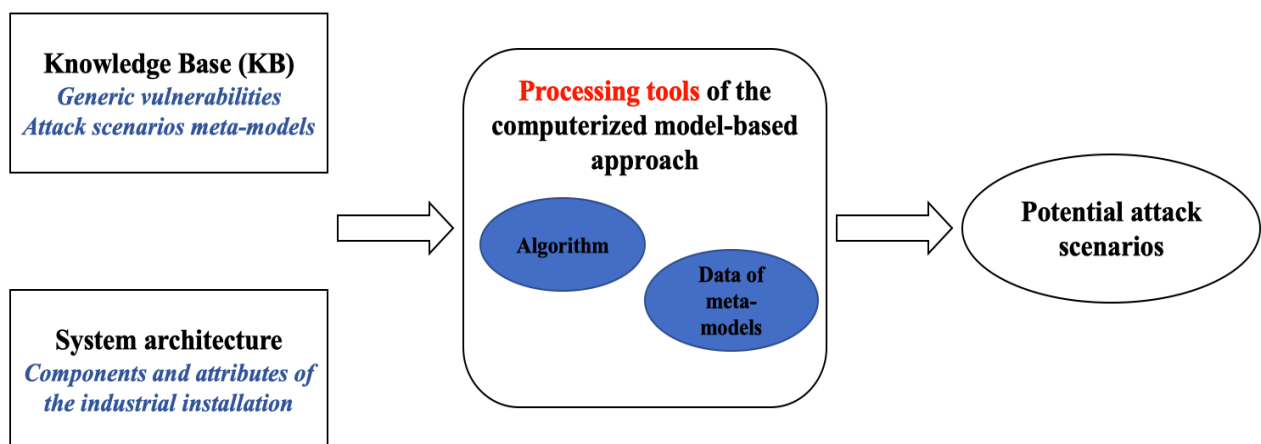 Knowledge Base (KB)
Generic vulnerabilities
Attack scenarios meta-models
System architecture
Components and attributes of
the industrial installation
Processing tools of the
computerized model-based
approach
Algorithm
Data of
meta-
models
Potential attack
scenarios